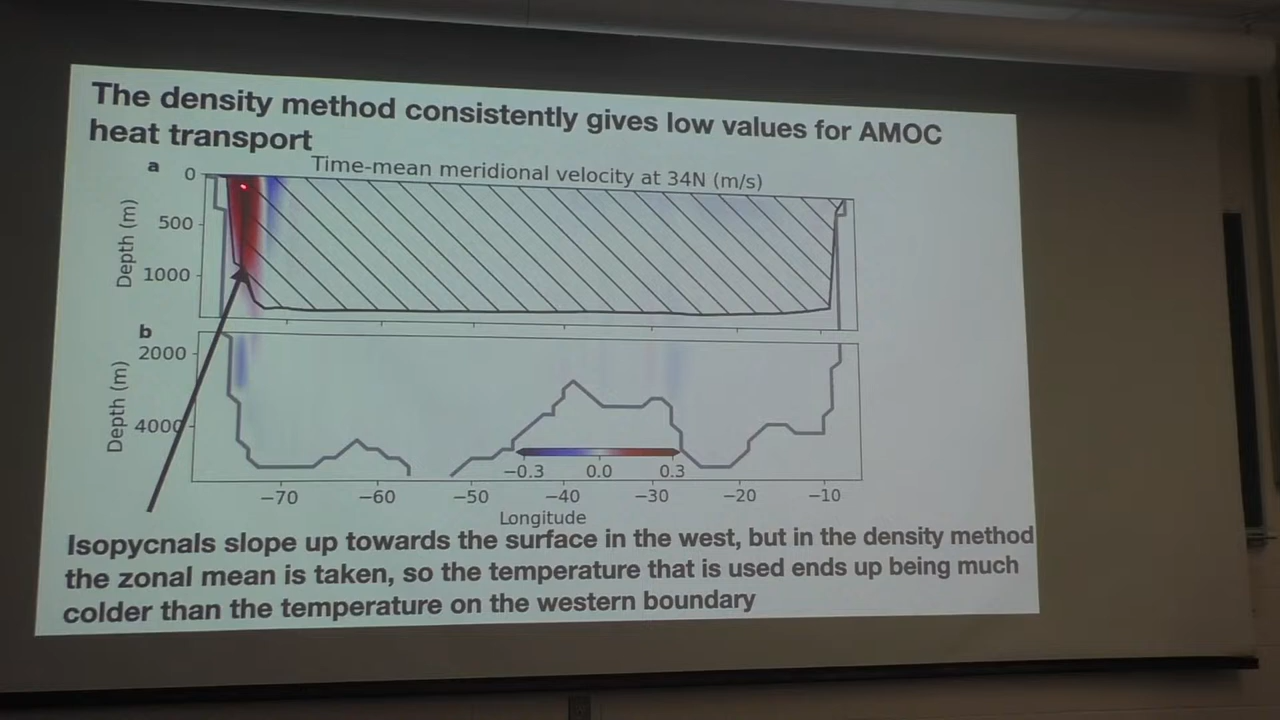 The density method consistently gives low values for AMOC
heat transport
a
Time-mean meridional velocity at 34N (m/s)
0
500
1000
Depth (m)
b
2000
4000
Depth (m)
−0.3 0.0 0.3
−70 −60 −50 −40 −30 −20 −10
Longitude
Isopycnals slope up towards the surface in the west, but in the density method
the zonal mean is taken, so the temperature that is used ends up being much
colder than the temperature on the western boundary